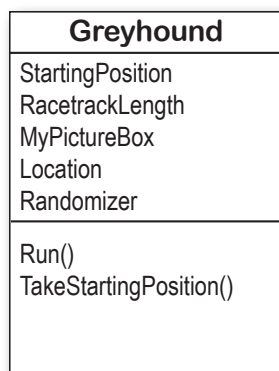 Greyhound
StartingPosition
RacetrackLength
MyPictureBox
Location
Randomizer
Run()
TakeStartingPosition()